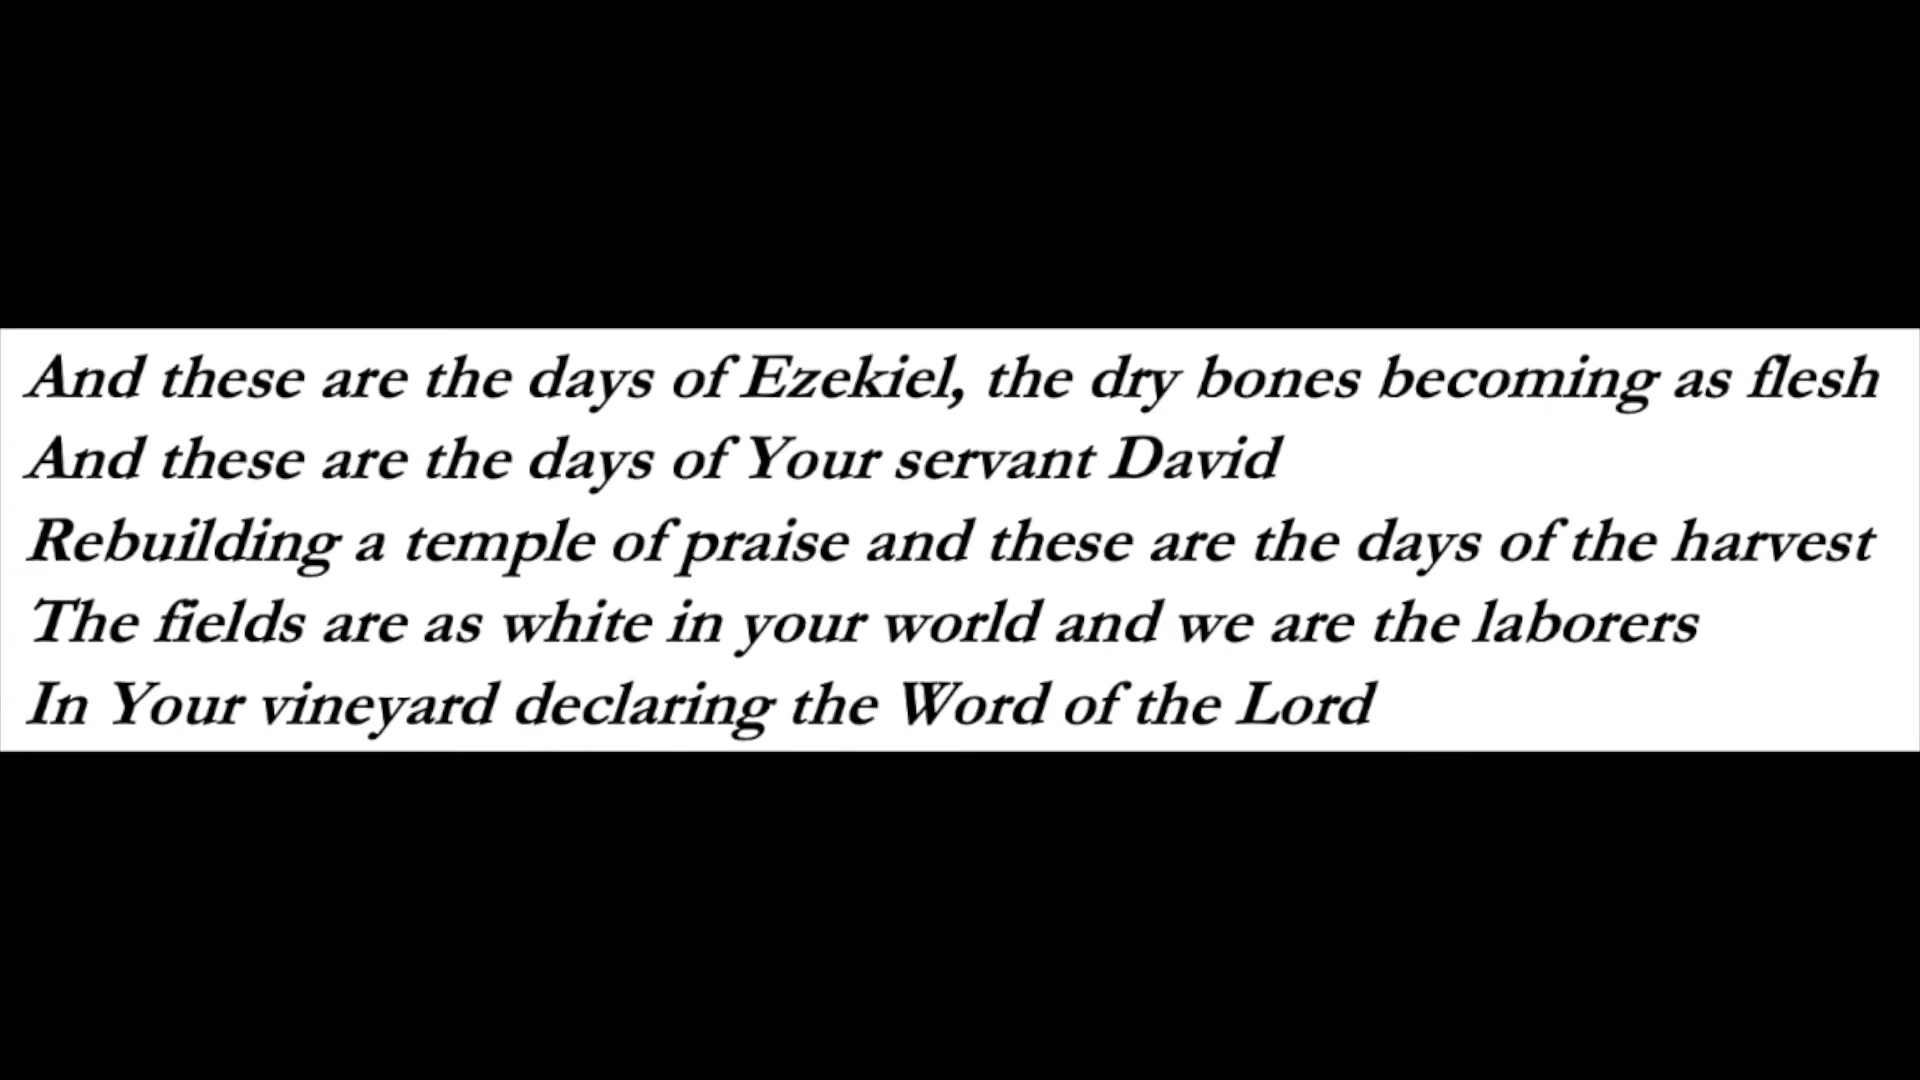 And these are the days of Ezekiel, the dry bones becoming as flesh
And these are the days of Your servant David
Rebuilding a temple of praise and these are the days of the harvest
The fields are as white in your world and we are the laborers
In Your vineyard declaring the Word of the Lord